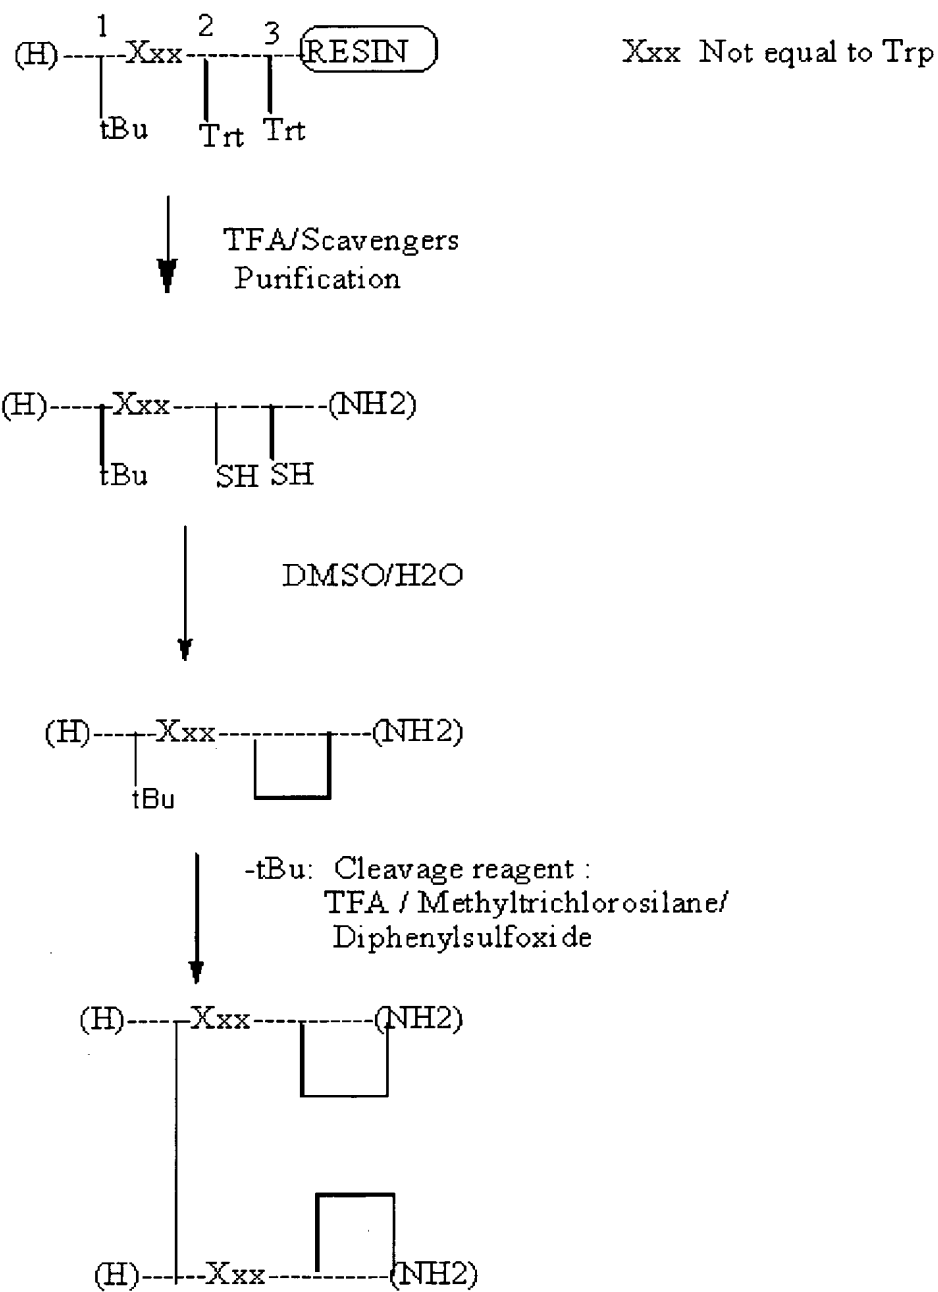 1 2 3
(H)------Xxx------------RESIN Xxx Not equal to Trp
tBu Trt Trt
TFA/Scavengers
Purification
(H)------Xxx---------------(NH2)
tBu SH SH
DMSO/H2O
(H)------Xxx---------------(NH2)
tBu
-tBu: Cleavage reagent :
TFA / Methyltrichlorosilane/
Diphenylsulfoxide
(H)------Xxx------------(NH2)
(H)------Xxx------------(NH2)